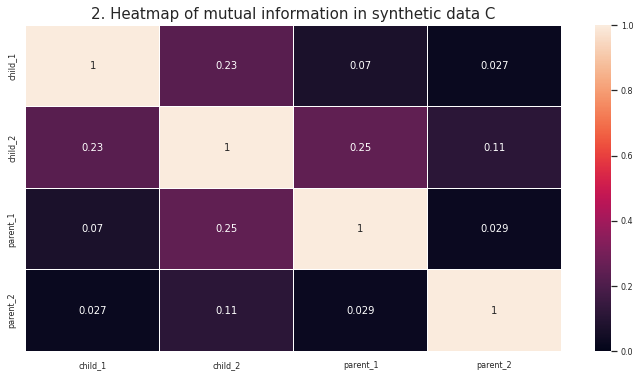 2. Heatmap of mutual information in synthetic data C
child_1 1 0.23 0.07 0.027
child_2 0.23 1 0.25 0.11
parent_1 0.07 0.25 1 0.029
parent_2 0.027 0.11 0.029 1
child_1 child_2 parent_1 parent_2
1.0
0.8
0.6
0.4
0.2
0.0